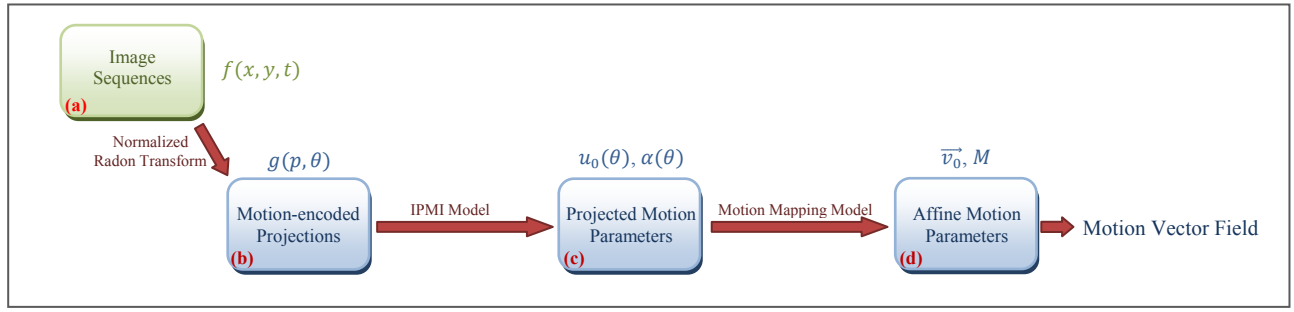 Image
Sequences
(a)
f(x, y, t)
Normalized
Radon Transform
g(p, θ)
Motion-encoded
Projections
(b)
IPMI Model
u₀(θ), α(θ)
Projected Motion
Parameters
(c)
Motion Mapping Model
v₀⃗, M
Affine Motion
Parameters
(d)
Motion Vector Field